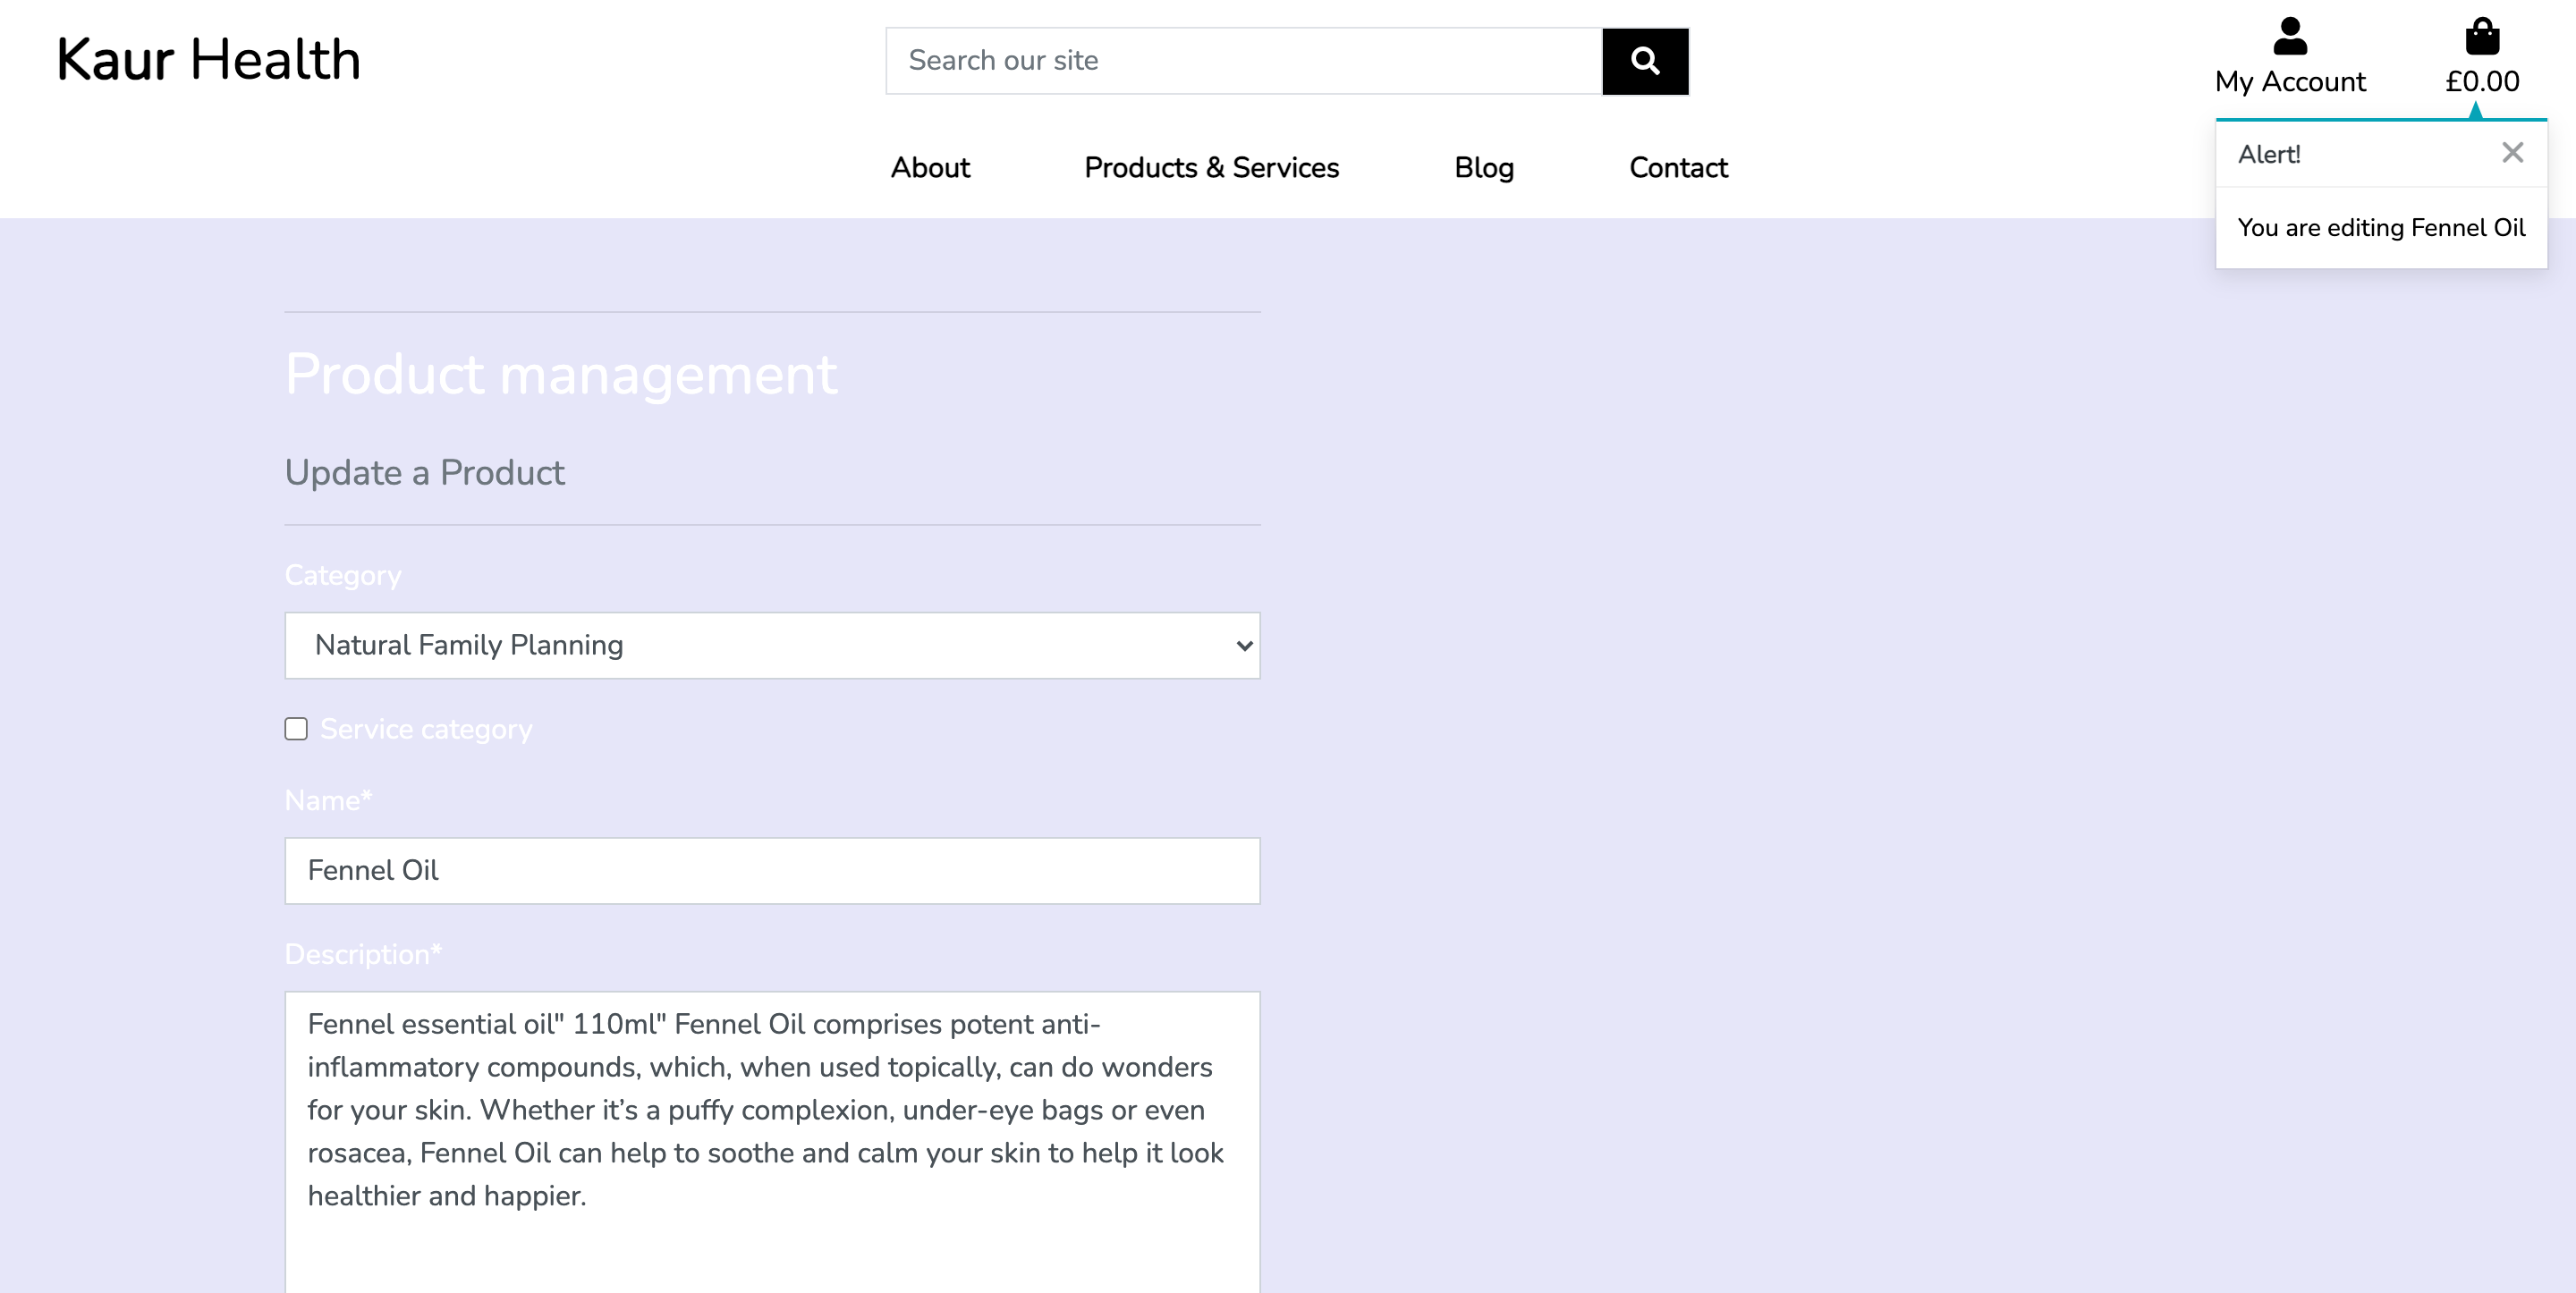 Kaur Health
Search our site
My Account
£0.00
About
Products & Services
Blog
Contact
Alert!
You are editing Fennel Oil
Product management
Update a Product
Category
Natural Family Planning
Service category
Name*
Fennel Oil
Description*
Fennel essential oil" 110ml" Fennel Oil comprises potent anti-
inflammatory compounds, which, when used topically, can do wonders
for your skin. Whether it’s a puffy complexion, under-eye bags or even
rosacea, Fennel Oil can help to soothe and calm your skin to help it look
healthier and happier.